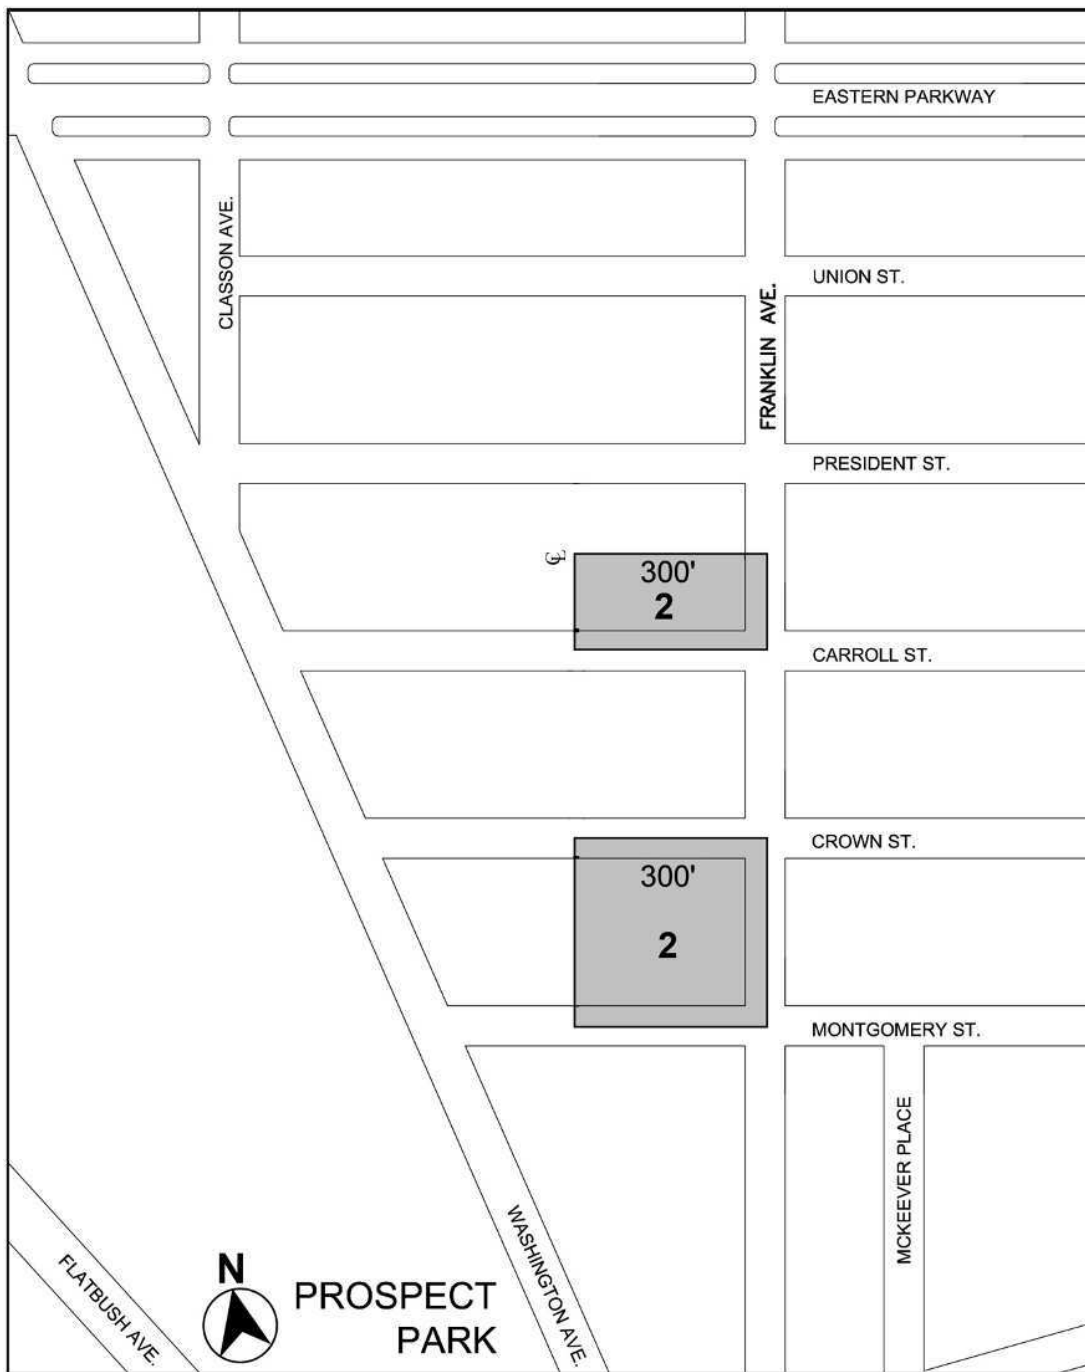 EASTERN PARKWAY
CLASSON AVE.
UNION ST.
FRANKLIN AVE.
PRESIDENT ST.
℄
300'
2
CARROLL ST.
CROWN ST.
300'
2
MONTGOMERY ST.
MCKEEVER PLACE
WASHINGTON AVE.
FLATBUSH AVE.
N
PROSPECT
PARK